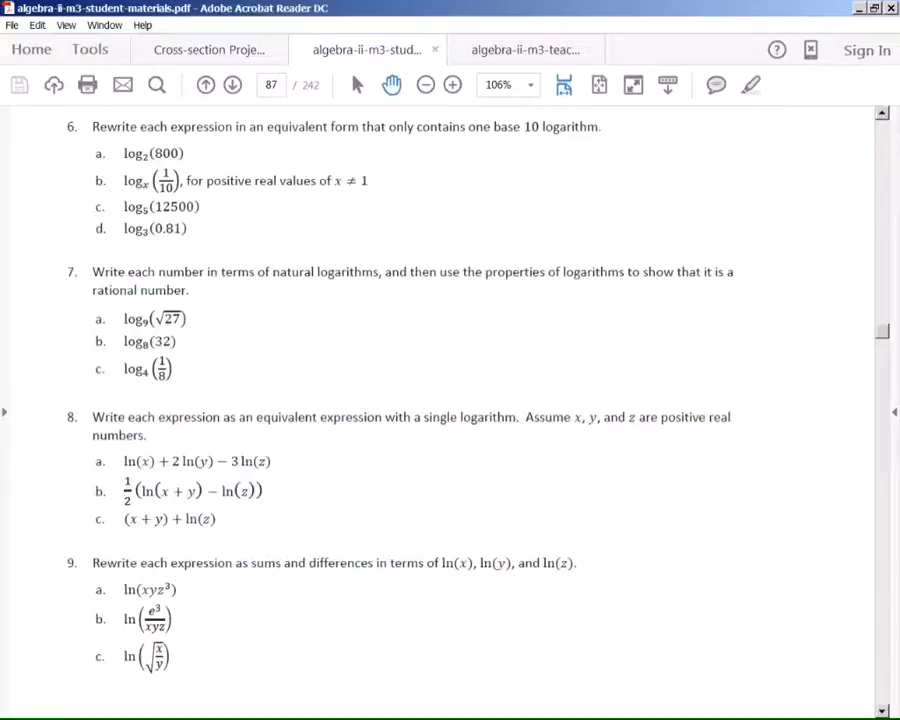 algebra-ii-m3-student-materials.pdf - Adobe Acrobat Reader DC
File Edit View Window Help
Home Tools Cross-section Proje... algebra-ii-m3-stud... × algebra-ii-m3-teac... Sign In
87 / 242 106%
6. Rewrite each expression in an equivalent form that only contains one base 10 logarithm.
a. log₂(800)
b. logₓ(1/10), for positive real values of x ≠ 1
c. log₅(12500)
d. log₃(0.81)
7. Write each number in terms of natural logarithms, and then use the properties of logarithms to show that it is a
rational number.
a. log₉(√27)
b. log₈(32)
c. log₄(1/8)
8. Write each expression as an equivalent expression with a single logarithm. Assume x, y, and z are positive real
numbers.
a. ln(x) + 2 ln(y) − 3 ln(z)
b. 1/2 (ln(x + y) − ln(z))
c. (x + y) + ln(z)
9. Rewrite each expression as sums and differences in terms of ln(x), ln(y), and ln(z).
a. ln(xyz³)
b. ln(e³/xyz)
c. ln(√(x/y))